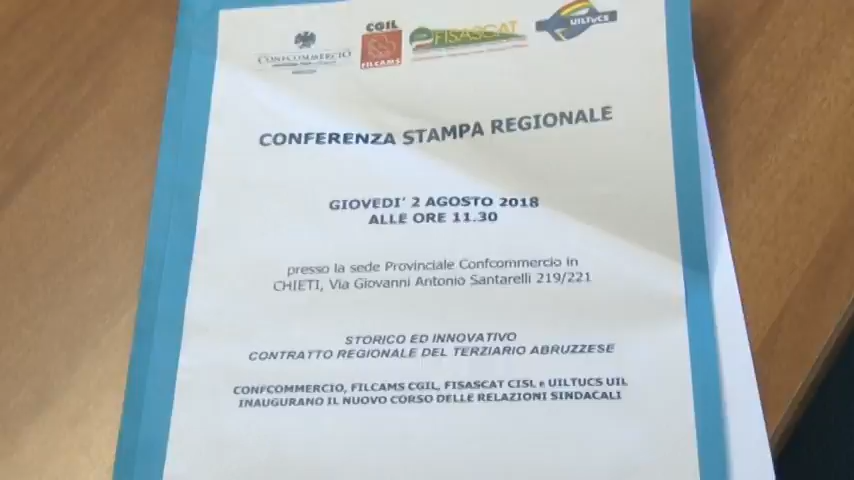 CONFCOMMERCIO
CGIL
FILCAMS
FISASCAT
UILTuCS
CONFERENZA STAMPA REGIONALE
GIOVEDI' 2 AGOSTO 2018
ALLE ORE 11.30
presso la sede Provinciale Confcommercio in
CHIETI, Via Giovanni Antonio Santarelli 219/221
STORICO ED INNOVATIVO
CONTRATTO REGIONALE DEL TERZIARIO ABRUZZESE
CONFCOMMERCIO, FILCAMS CGIL, FISASCAT CISL e UILTUCS UIL
INAUGURANO IL NUOVO CORSO DELLE RELAZIONI SINDACALI